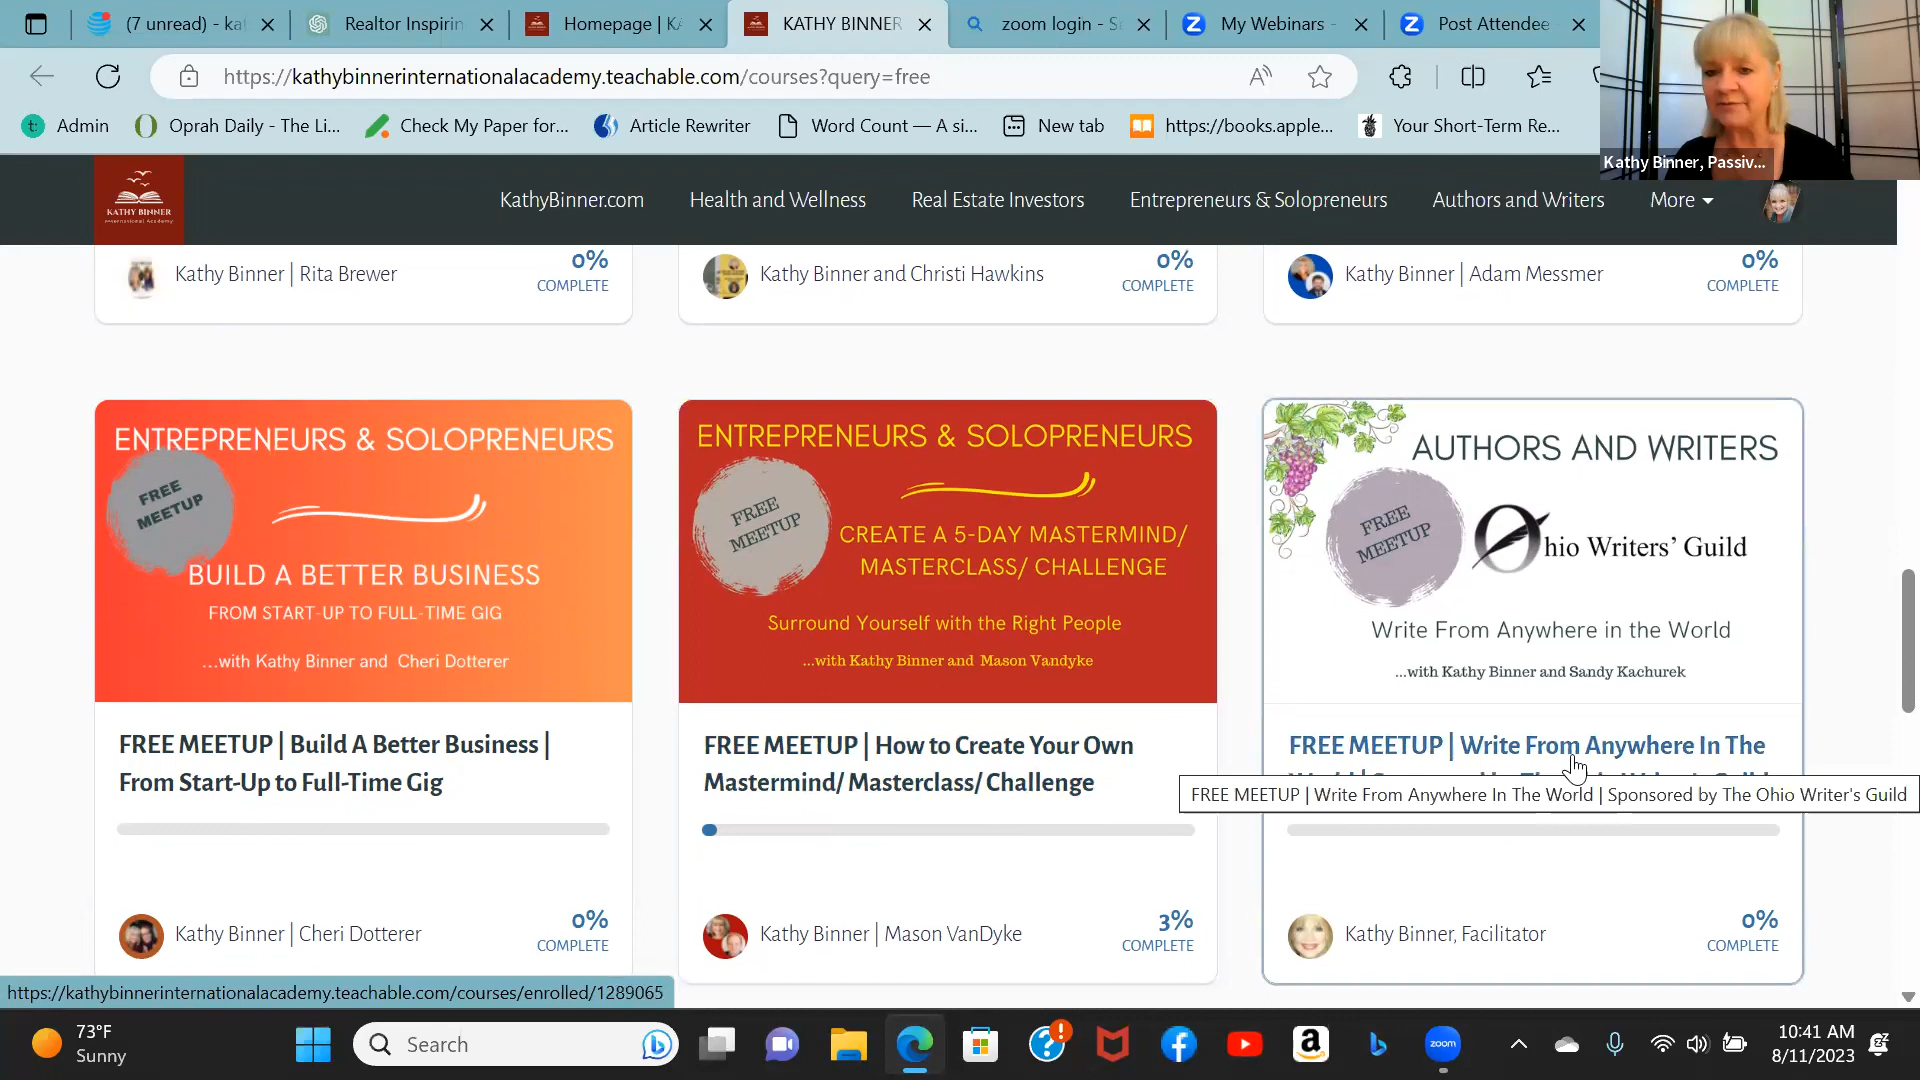 (7 unread) - ka
Realtor Inspirin
Homepage | KA
KATHY BINNER
zoom login - Se
My Webinars -
Post Attendee
https://kathybinnerinternationalacademy.teachable.com/courses?query=free
Admin
Oprah Daily - The Li...
Check My Paper for...
Article Rewriter
Word Count — A si...
New tab
https://books.apple...
Your Short-Term Re...
Kathy Binner, Passiv...
KATHY BINNER
International Academy
KathyBinner.com
Health and Wellness
Real Estate Investors
Entrepreneurs & Solopreneurs
Authors and Writers
More
Kathy Binner | Rita Brewer
0%
COMPLETE
Kathy Binner and Christi Hawkins
0%
COMPLETE
Kathy Binner | Adam Messmer
0%
COMPLETE
ENTREPRENEURS & SOLOPRENEURS
FREE
MEETUP
BUILD A BETTER BUSINESS
FROM START-UP TO FULL-TIME GIG
...with Kathy Binner and Cheri Dotterer
FREE MEETUP | Build A Better Business |
From Start-Up to Full-Time Gig
Kathy Binner | Cheri Dotterer
0%
COMPLETE
ENTREPRENEURS & SOLOPRENEURS
FREE
MEETUP
CREATE A 5-DAY MASTERMIND/
MASTERCLASS/ CHALLENGE
Surround Yourself with the Right People
...with Kathy Binner and Mason Vandyke
FREE MEETUP | How to Create Your Own
Mastermind/ Masterclass/ Challenge
Kathy Binner | Mason VanDyke
3%
COMPLETE
AUTHORS AND WRITERS
FREE
MEETUP
Ohio Writers' Guild
Write From Anywhere in the World
...with Kathy Binner and Sandy Kachurek
FREE MEETUP | Write From Anywhere In The
FREE MEETUP | Write From Anywhere In The World | Sponsored by The Ohio Writer's Guild
Kathy Binner, Facilitator
0%
COMPLETE
https://kathybinnerinternationalacademy.teachable.com/courses/enrolled/1289065
73°F
Sunny
Search
zoom
10:41 AM
8/11/2023